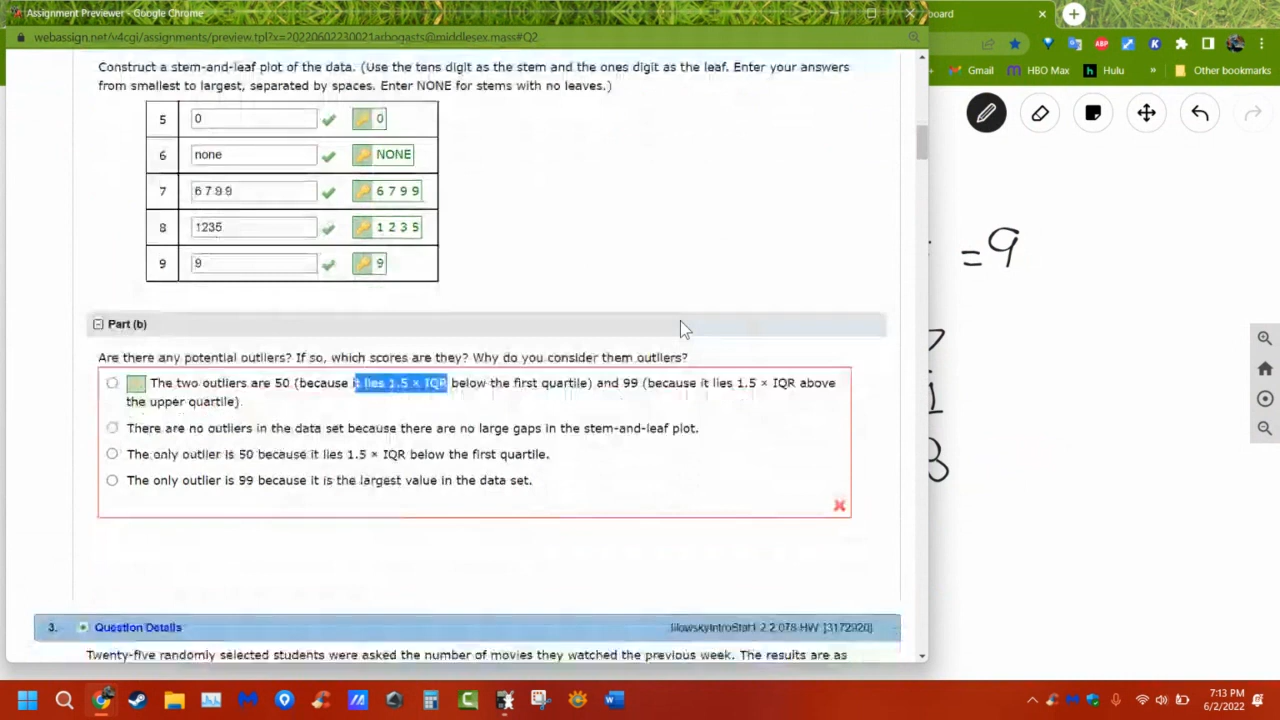 Assignment Previewer - Google Chrome
board
webassign.net/v4cgi/assignments/preview.tpl?x=20220602230021arbogasts@middlesex.mass#Q2
Gmail
HBO Max
Hulu
»
Other bookmarks
Construct a stem-and-leaf plot of the data. (Use the tens digit as the stem and the ones digit as the leaf. Enter your answers
from smallest to largest, separated by spaces. Enter NONE for stems with no leaves.)
5 0 0
6 none NONE
7 6 7 9 9 6 7 9 9
8 1235 1 2 3 5
9 9 9
= 9
Part (b)
Are there any potential outliers? If so, which scores are they? Why do you consider them outliers?
The two outliers are 50 (because it lies 1.5 × IQR below the first quartile) and 99 (because it lies 1.5 × IQR above
the upper quartile).
There are no outliers in the data set because there are no large gaps in the stem-and-leaf plot.
The only outlier is 50 because it lies 1.5 × IQR below the first quartile.
The only outlier is 99 because it is the largest value in the data set.
3. Question Details
IllowskyIntroStat1 2.2.078.HW. [3172920]
Twenty-five randomly selected students were asked the number of movies they watched the previous week. The results are as
7:13 PM
6/2/2022